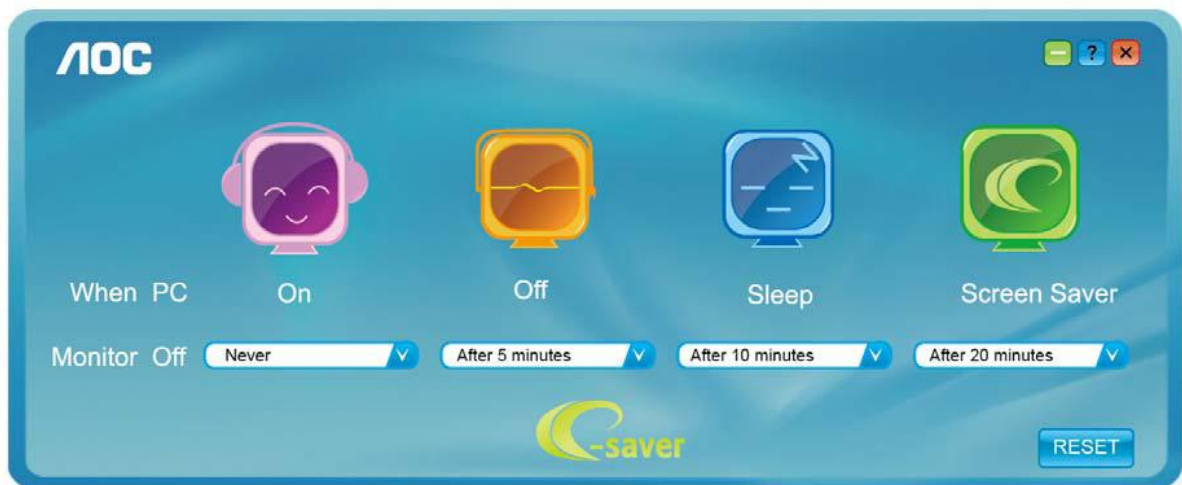 AOC
?
When PC On Off Sleep Screen Saver
Monitor Off Never After 5 minutes After 10 minutes After 20 minutes
e-saver
RESET